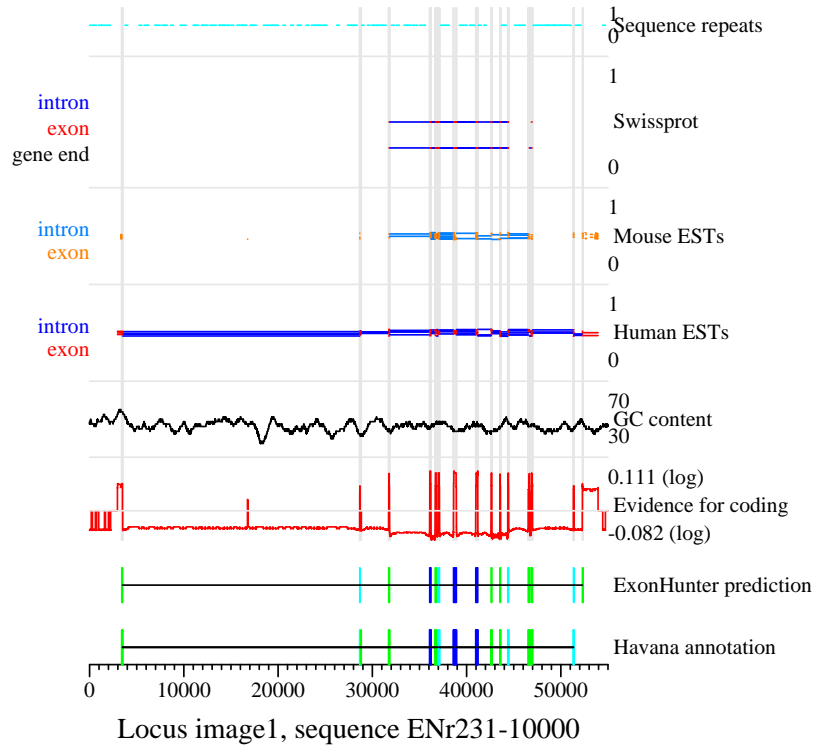 1
0
Sequence repeats
1
intron
exon
gene end
Swissprot
0
1
intron
exon
Mouse ESTs
0
1
intron
exon
Human ESTs
0
70
GC content
30
0.111 (log)
Evidence for coding
-0.082 (log)
ExonHunter prediction
Havana annotation
0 10000 20000 30000 40000 50000
Locus image1, sequence ENr231-10000